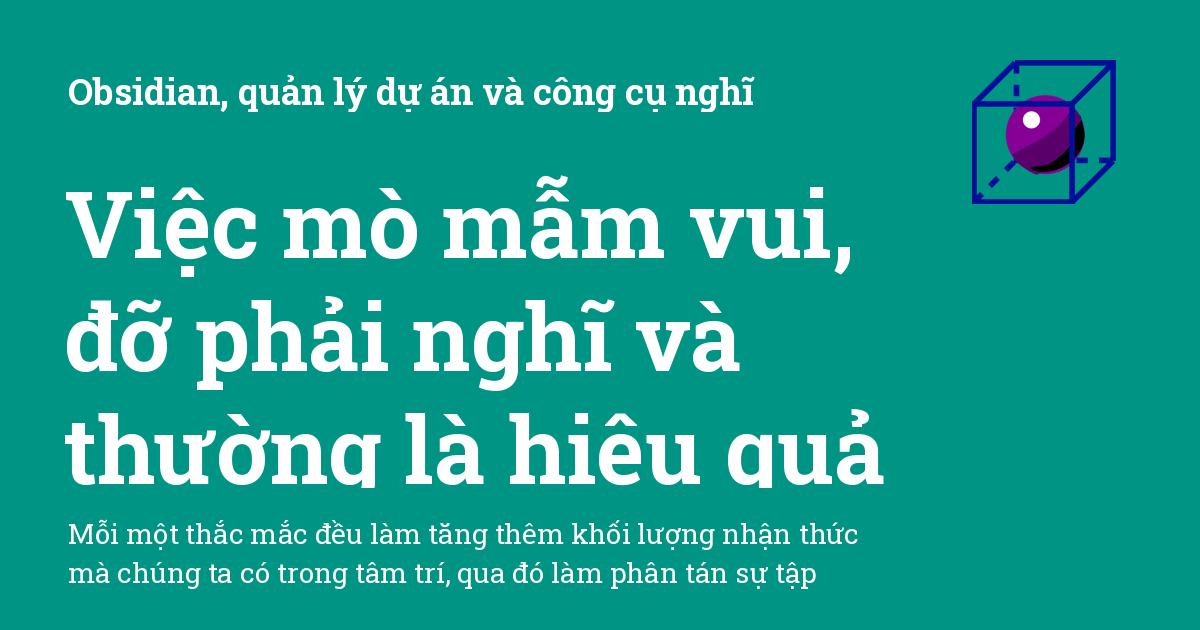 Obsidian, quản lý dự án và công cụ nghĩ
Việc mò mẫm vui,
đỡ phải nghĩ và
thường là hiệu quả
Mỗi một thắc mắc đều làm tăng thêm khối lượng nhận thức
mà chúng ta có trong tâm trí, qua đó làm phân tán sự tập